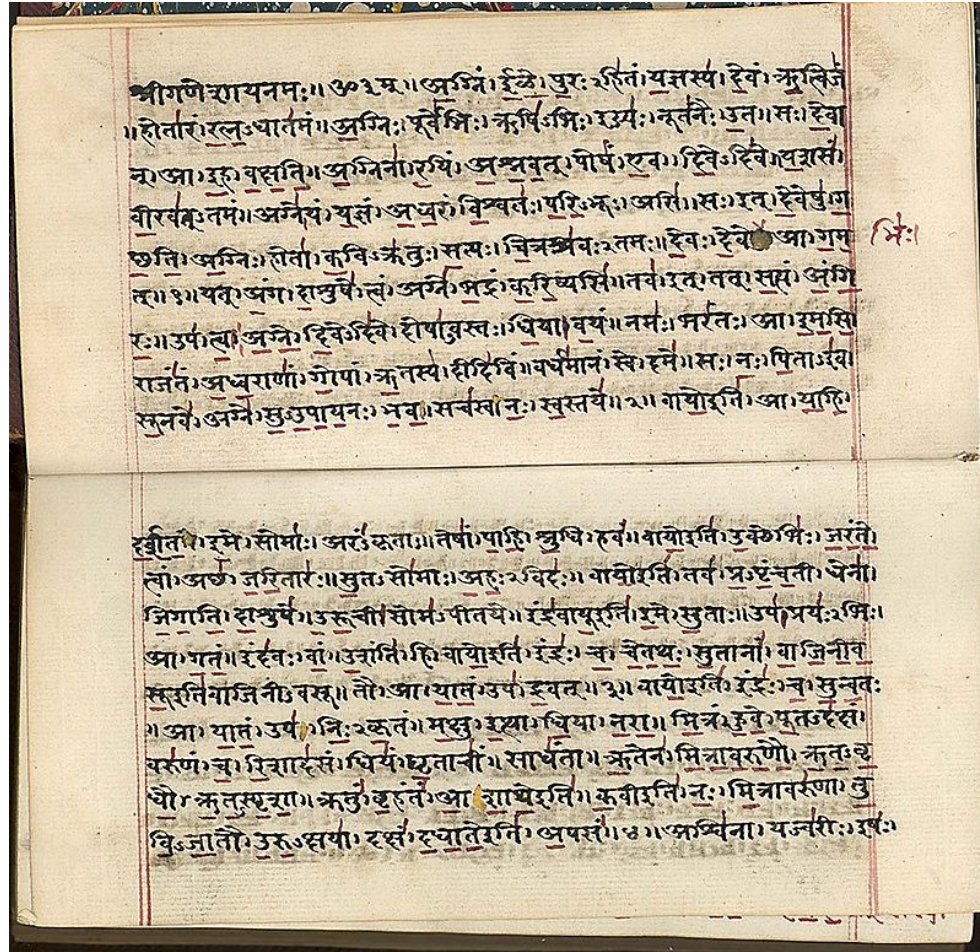 श्रीगणेशायनमः॥ॐ३म्॥अग्निं।ईळे।पुरःऽहितं।यज्ञस्य।देवं।ऋत्विजं
॥होतारं।रत्नऽधातमं॥अग्निः।पूर्वेभिः।ऋषिऽभिः।ईड्यः।नूतनैः।उत॥सः।देवा
न्।आ।इह।वक्षति॥अग्निना।रयिं।अश्नवत्।पोषं।एव।दिवेऽदिवे॥यशसं
वीरवत्ऽतमं॥अग्ने।यं।यज्ञं।अध्वरं।विश्वतः।परिऽभूः।असि॥सः।इत्।देवेषु।ग
च्छति।अग्निः।होता।कविऽक्रतुः।सत्यः।चित्रश्रवःऽतमः॥देवः।देवे आ।गम
भिः।
त्॥१॥यत्।अंग।दाशुषे।त्वं।अग्ने।भद्रं।करिष्यसि॥तव।इत्।तत्।सत्यं।अंगि
रः॥उप।त्वा।अग्ने।दिवेऽदिवे।दोषाऽवस्तः।धिया।वयं॥नमः।भरंतः।आ।इमसि
राजंतं।अध्वराणां।गोपां।ऋतस्य।दीदिविं॥वर्धमानं।स्वे।दमे॥सः।नः।पिताऽइव
सूनवे।अग्ने।सुऽउपायनः।भव॥सचस्व।नः।स्वस्तये॥२॥वायोइति।आ।याहि
दर्शत।इमे।सोमाः।अरंऽकृताः॥तेषां।पाहि।श्रुधि।हवं॥वायोइति।उक्थेभिः।जरंते
त्वां।अच्छ।जरितारः॥सुतऽसोमाः।अहःऽविदः॥वायोइति।तव।प्रऽपृंचती।धेना।
जिगाति।दाशुषे॥उरूची।सोमऽपीतये॥इंद्रवायूइति।इमे।सुताः॥उप।प्रयःऽभिः।
आ।गतं॥इंदवः।वां।उशंति।हि॥वायोइति।इंद्रः।च।चेतथः।सुतानां।वाजिनीव
सूइतिवाजिनीऽवसू॥तौ।आ।यातं।उप।द्रवत्॥३॥वायोइति।इंद्रः।च।सुन्वतः
॥आ।यातं।उप।निःऽकृतं॥मक्षु।इत्था।धिया।नरा॥मित्रं।हुवे।पूतऽदक्षं।
वरुणं।च।रिशादसं॥धियं।घृताचीं।साधंता॥ऋतेन।मित्रावरुणौ।ऋतऽवृ
धौ।ऋतऽस्पृशा॥क्रतुं।बृहंतं।आशाथेइति॥कवीइति।नः।मित्रावरुणा।तु
विऽजातौ।उरुऽक्षया।दक्षं।दधातेइति।अपसं॥४॥अश्विना।यज्वरीः।इषः।